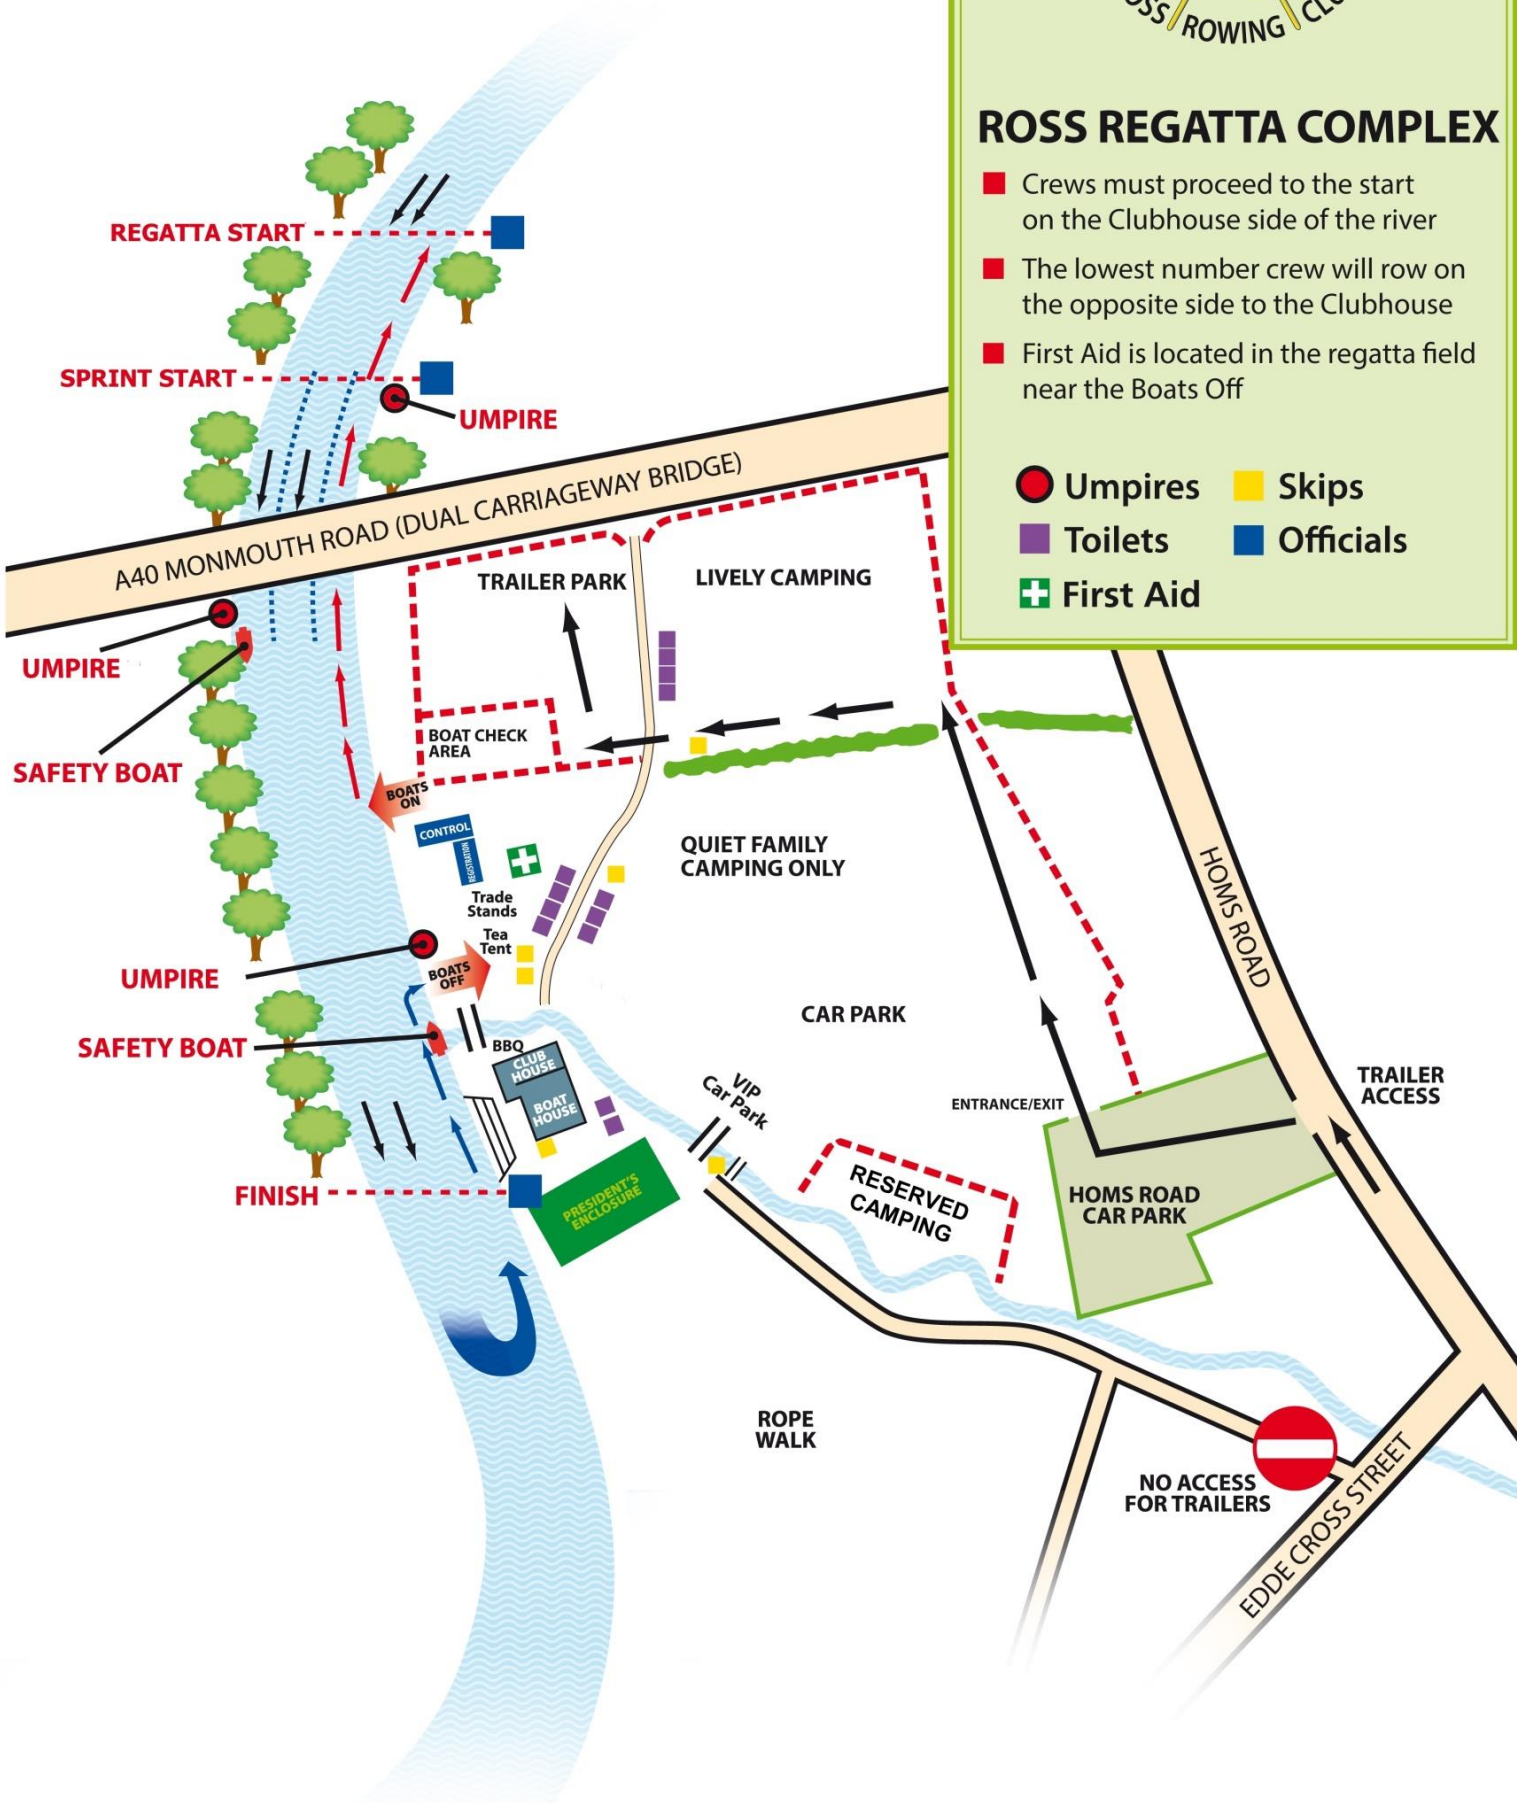 ROWING
ROSS REGATTA COMPLEX
Crews must proceed to the start
on the Clubhouse side of the river
The lowest number crew will row on
the opposite side to the Clubhouse
First Aid is located in the regatta field
near the Boats Off
Umpires
Skips
Toilets
Officials
First Aid
REGATTA START
SPRINT START
UMPIRE
A40 MONMOUTH ROAD (DUAL CARRIAGEWAY BRIDGE)
TRAILER PARK
LIVELY CAMPING
UMPIRE
SAFETY BOAT
BOAT CHECK
AREA
BOATS
ON
CONTROL
REGISTRATION
QUIET FAMILY
CAMPING ONLY
HOMS ROAD
Trade
Stands
Tea
Tent
UMPIRE
BOATS
OFF
CAR PARK
SAFETY BOAT
BBQ
CLUB
HOUSE
BOAT
HOUSE
VIP
Car Park
ENTRANCE/EXIT
TRAILER
ACCESS
FINISH
PRESIDENT'S
ENCLOSURE
RESERVED
CAMPING
HOMS ROAD
CAR PARK
ROPE
WALK
NO ACCESS
FOR TRAILERS
EDDE CROSS STREET